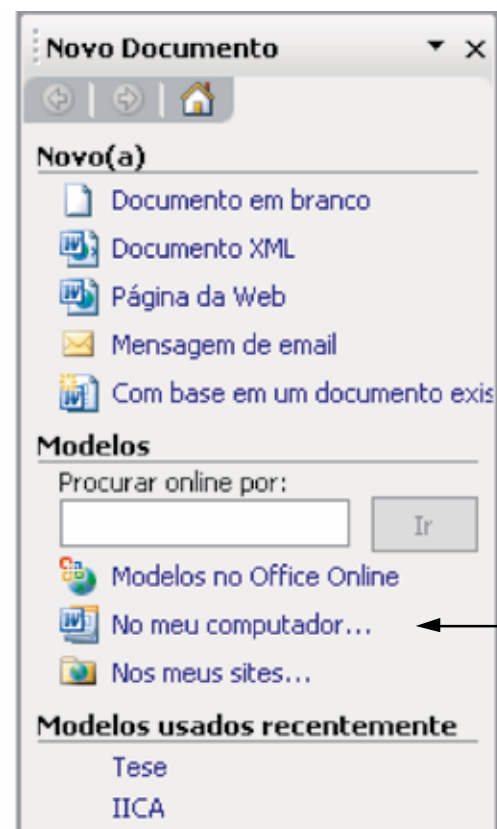 Novo Documento
Novo(a)
Documento em branco
Documento XML
Página da Web
Mensagem de email
Com base em um documento exis
Modelos
Procurar online por:
Ir
Modelos no Office Online
No meu computador...
Nos meus sites...
Modelos usados recentemente
Tese
IICA